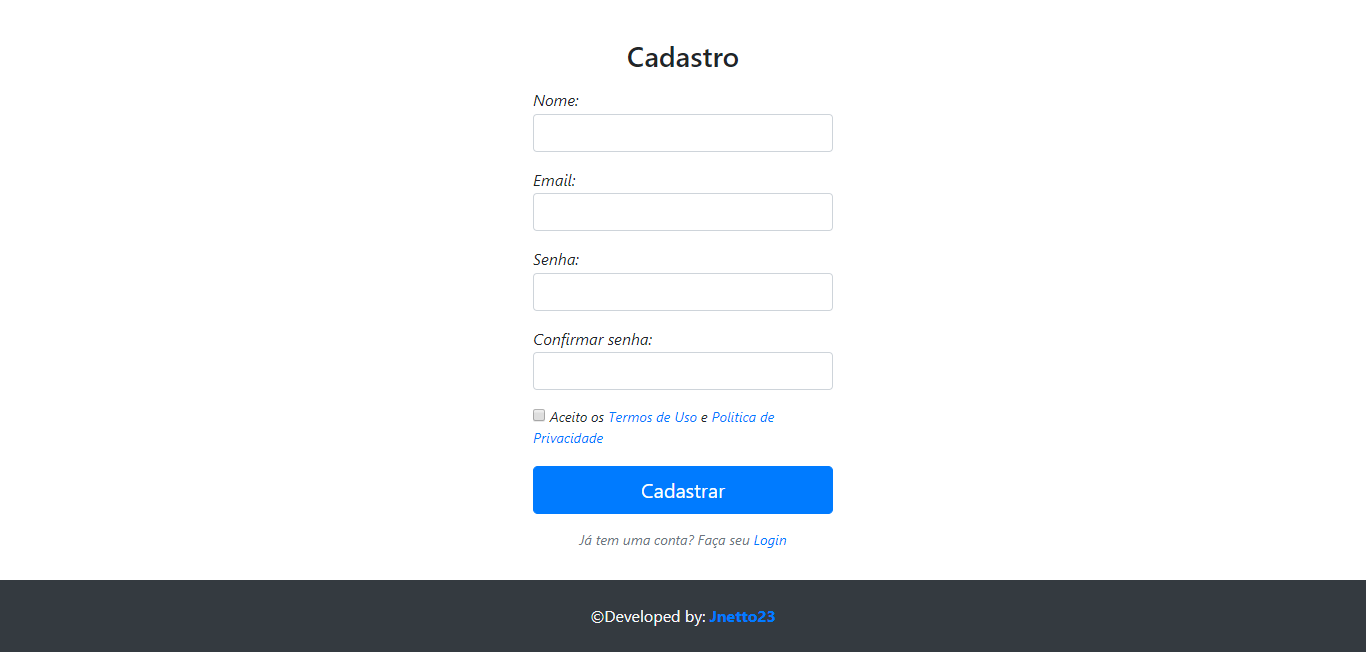 Cadastro
Nome:
Email:
Senha:
Confirmar senha:
Aceito os Termos de Uso e Politica de
Privacidade
Cadastrar
Já tem uma conta? Faça seu Login
©Developed by: Jnetto23